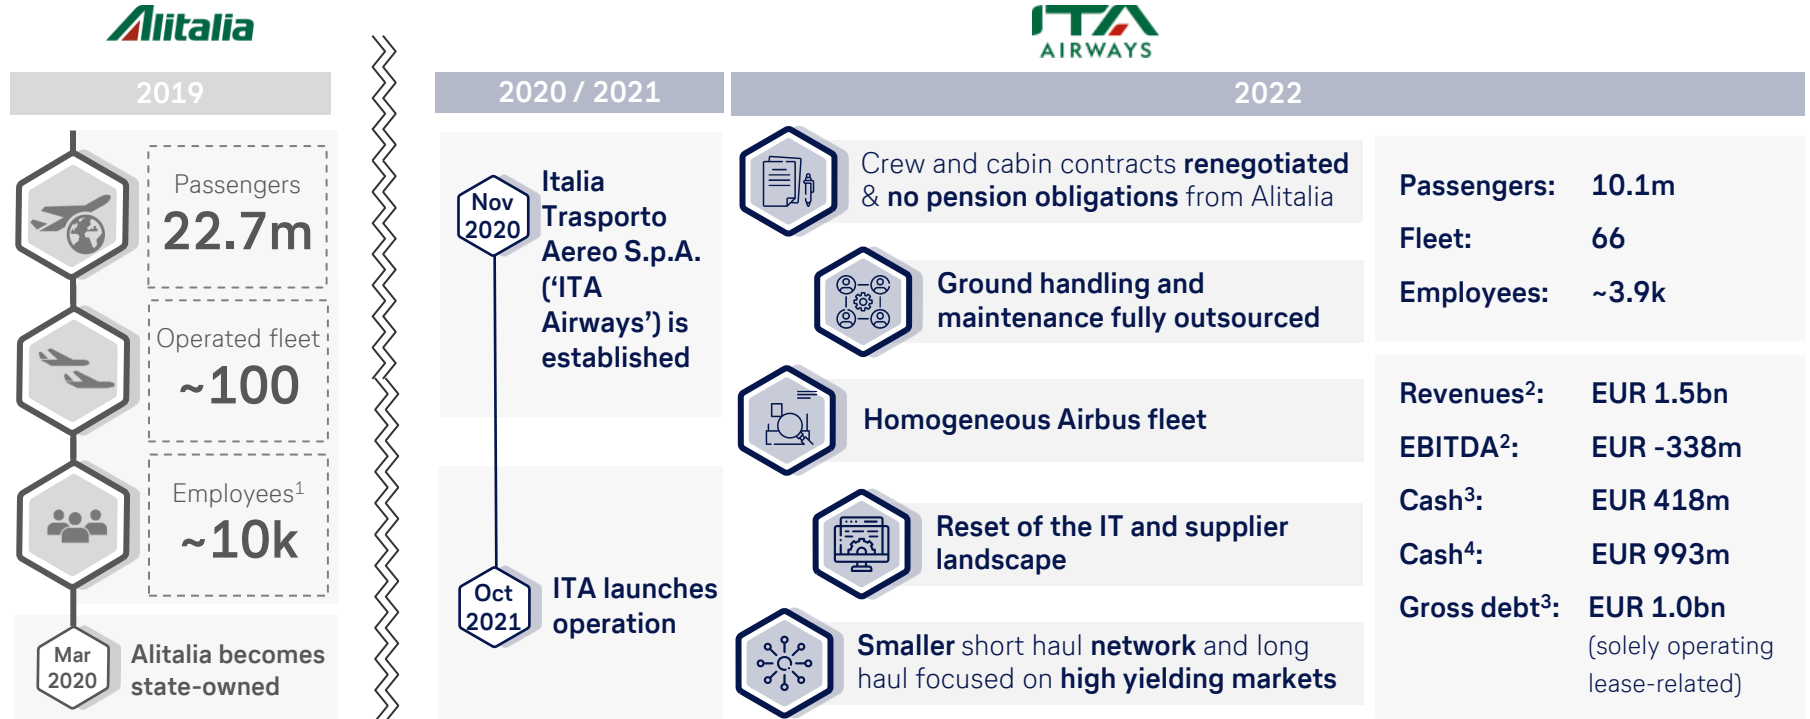 Alitalia
2019
Passengers
22.7m
Operated fleet
~100
Employees¹
~10k
Mar
2020
Alitalia becomes
state-owned
ITA
AIRWAYS
2020 / 2021
Nov
2020
Italia
Trasporto
Aereo S.p.A.
(‘ITA
Airways’) is
established
Oct
2021
ITA launches
operation
2022
Crew and cabin contracts renegotiated
& no pension obligations from Alitalia
Ground handling and
maintenance fully outsourced
Homogeneous Airbus fleet
Reset of the IT and supplier
landscape
Smaller short haul network and long
haul focused on high yielding markets
Passengers: 10.1m
Fleet: 66
Employees: ~3.9k
Revenues²: EUR 1.5bn
EBITDA²: EUR -338m
Cash³: EUR 418m
Cash⁴: EUR 993m
Gross debt³: EUR 1.0bn
(solely operating
lease-related)